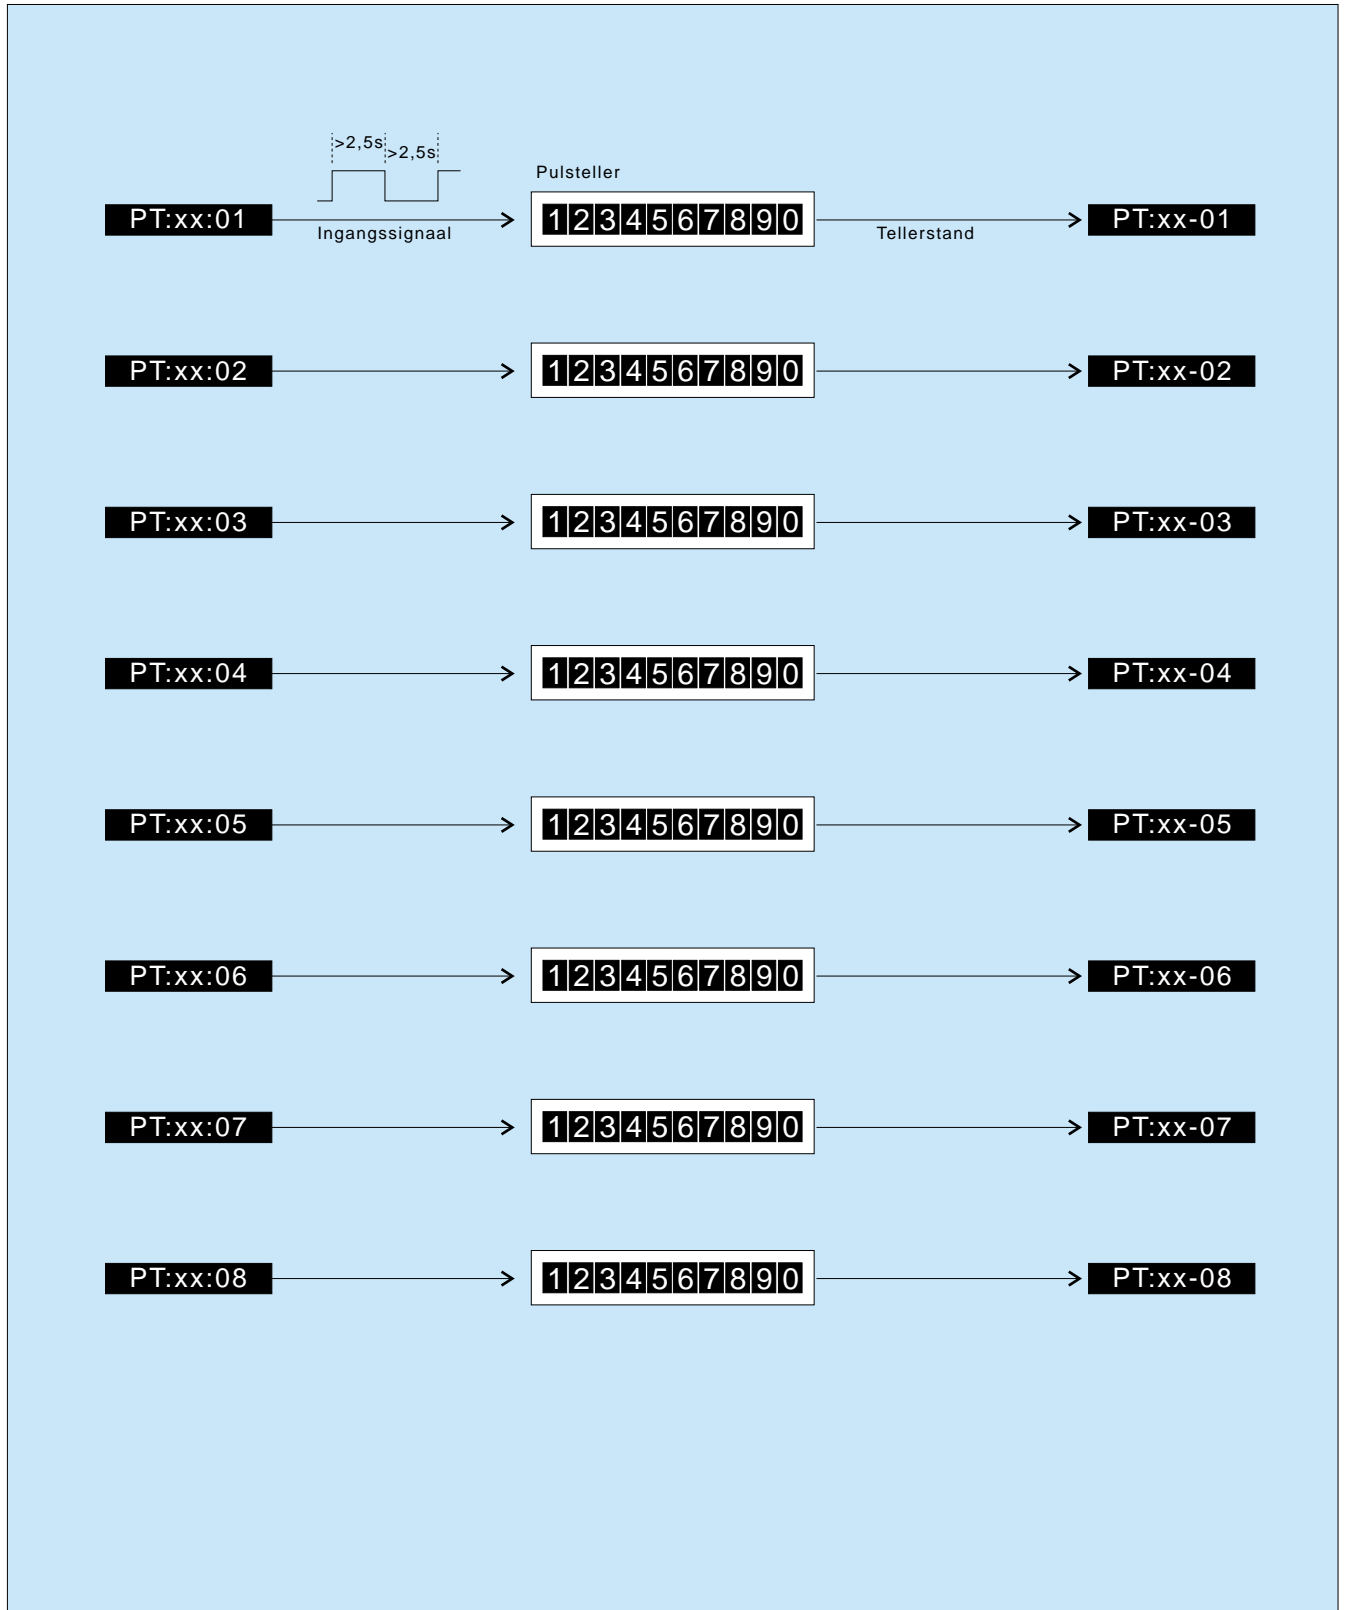 >2,5s >2,5s
Pulsteller
PT:xx:01 1234567890 PT:xx-01
Ingangssignaal Tellerstand
PT:xx:02 1234567890 PT:xx-02
PT:xx:03 1234567890 PT:xx-03
PT:xx:04 1234567890 PT:xx-04
PT:xx:05 1234567890 PT:xx-05
PT:xx:06 1234567890 PT:xx-06
PT:xx:07 1234567890 PT:xx-07
PT:xx:08 1234567890 PT:xx-08